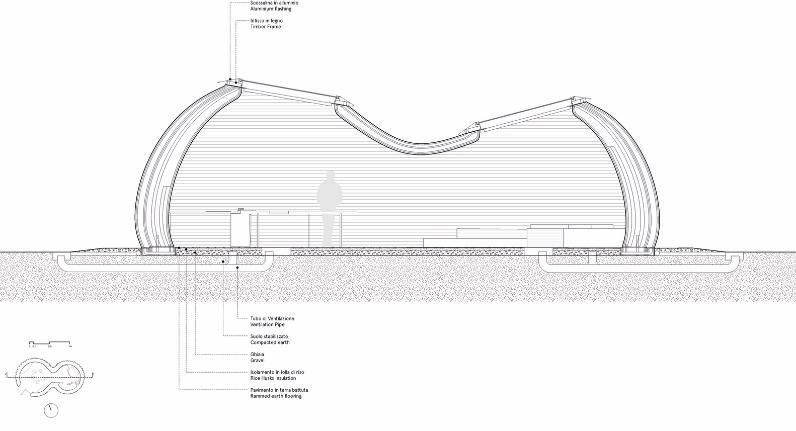 Scossalina in alluminio
Aluminium flashing
Infisso in legno
Timber Frame
Tubo di Ventilazione
Ventilation Pipe
Suolo stabilizzato
Compacted earth
Ghiaia
Gravel
Isolamento in lolla di riso
Rice Husks Insulation
Pavimento in terra battuta
Rammed earth flooring